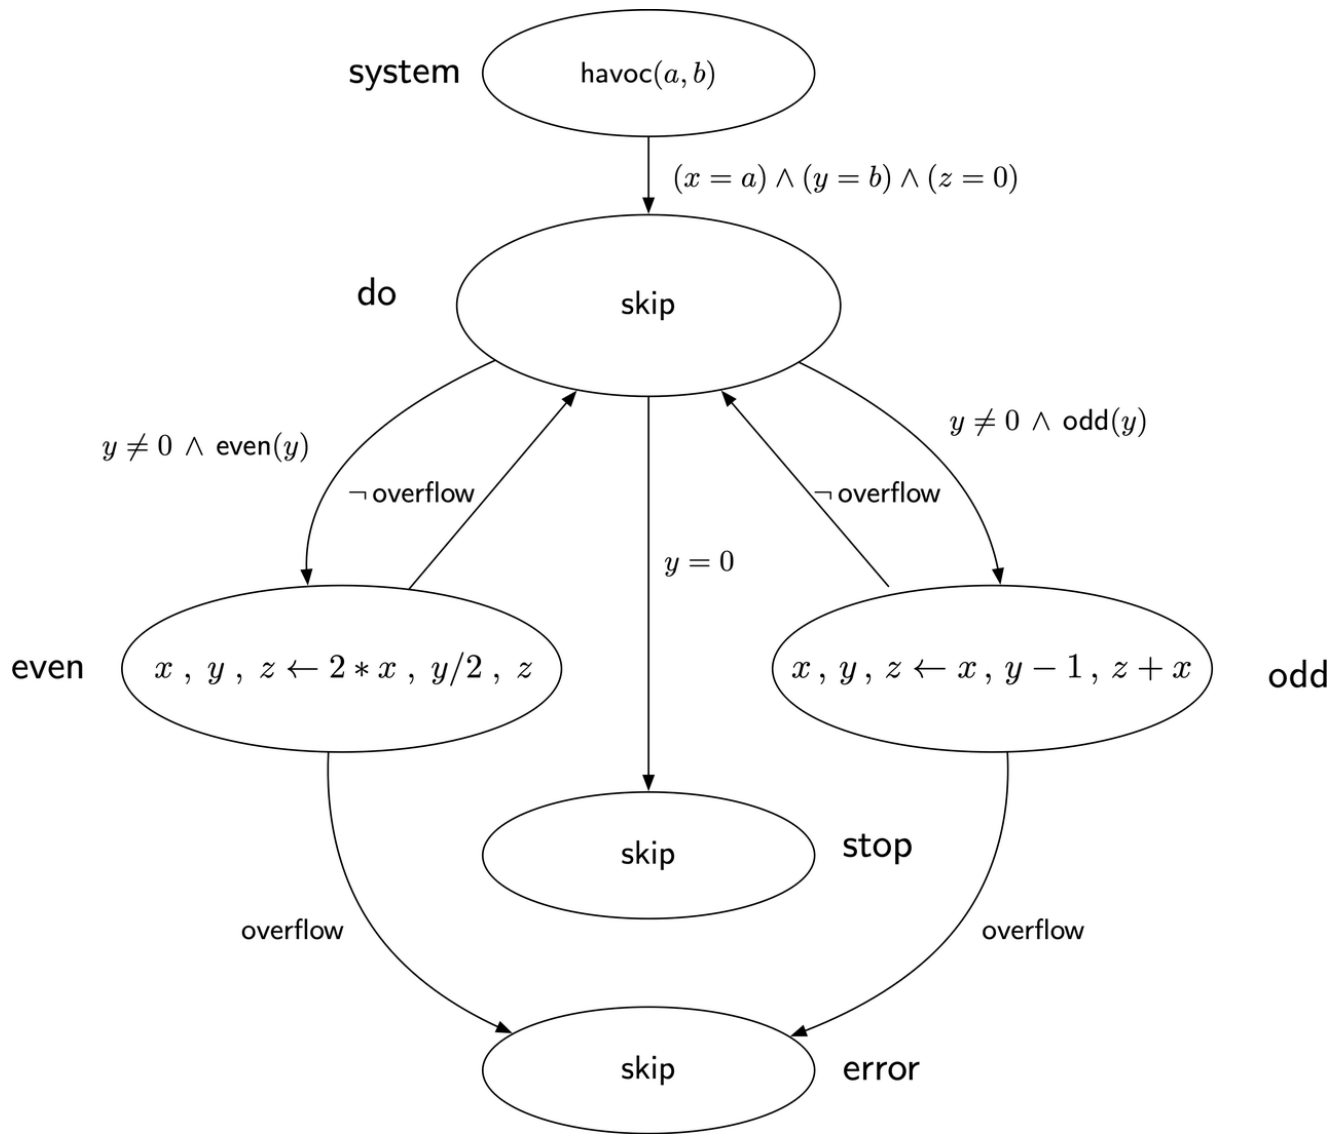 system
havoc(a, b)
(x = a) ∧ (y = b) ∧ (z = 0)
do
skip
y ≠ 0 ∧ even(y)
y ≠ 0 ∧ odd(y)
¬ overflow
¬ overflow
y = 0
even
x , y , z ← 2 ∗ x , y/2 , z
x , y , z ← x , y − 1 , z + x
odd
skip
stop
overflow
overflow
skip
error